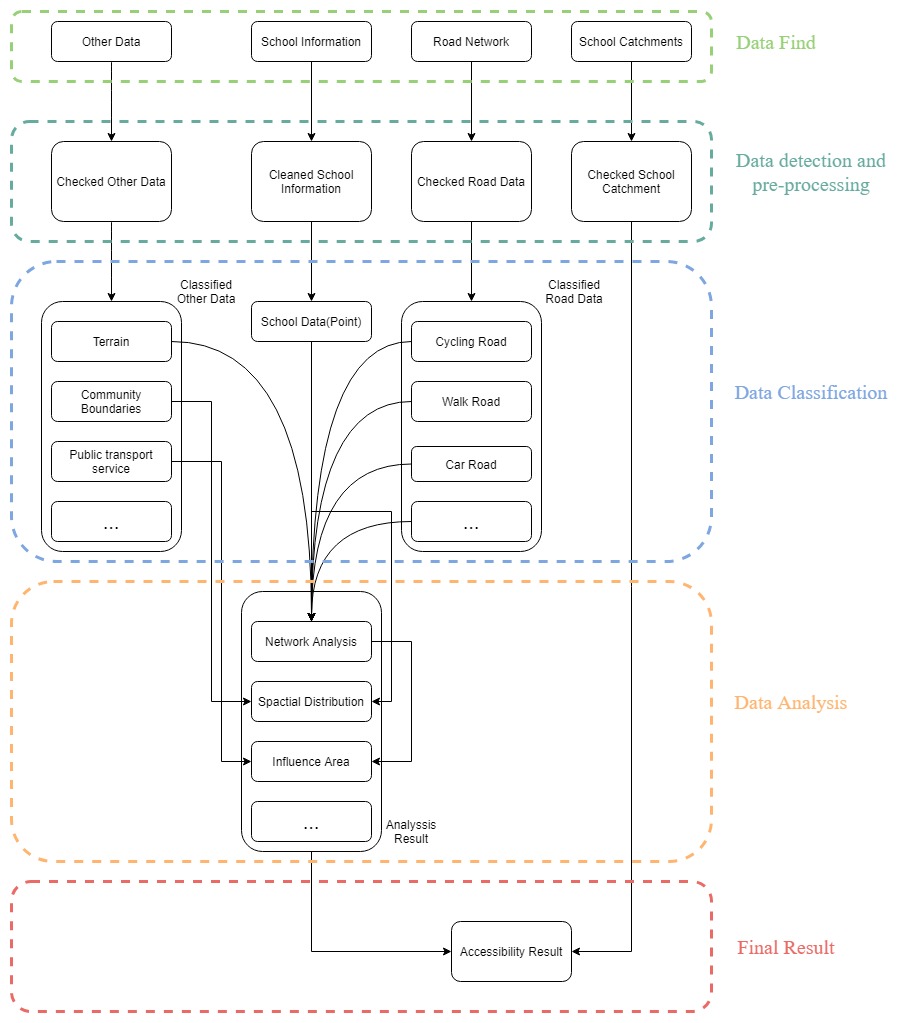 Other Data
School Information
Road Network
School Catchments
Data Find
Checked Other Data
Cleaned School
Information
Checked Road Data
Checked School
Catchment
Data detection and
pre-processing
Classified
Other Data
Classified
Road Data
Terrain
School Data(Point)
Cycling Road
Community
Boundaries
Walk Road
Data Classification
Public transport
service
Car Road
...
...
Network Analysis
Spactial Distribution
Data Analysis
Influence Area
...
Analyssis
Result
Accessibility Result
Final Result